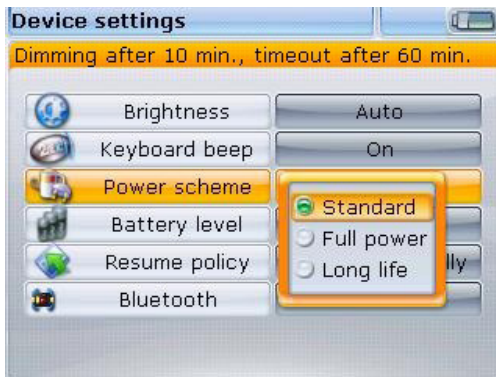 Device settings
Dimming after 10 min., timeout after 60 min.
Brightness Auto
Keyboard beep On
Power scheme
Standard
Battery level
Full power
Resume policy lly
Long life
Bluetooth